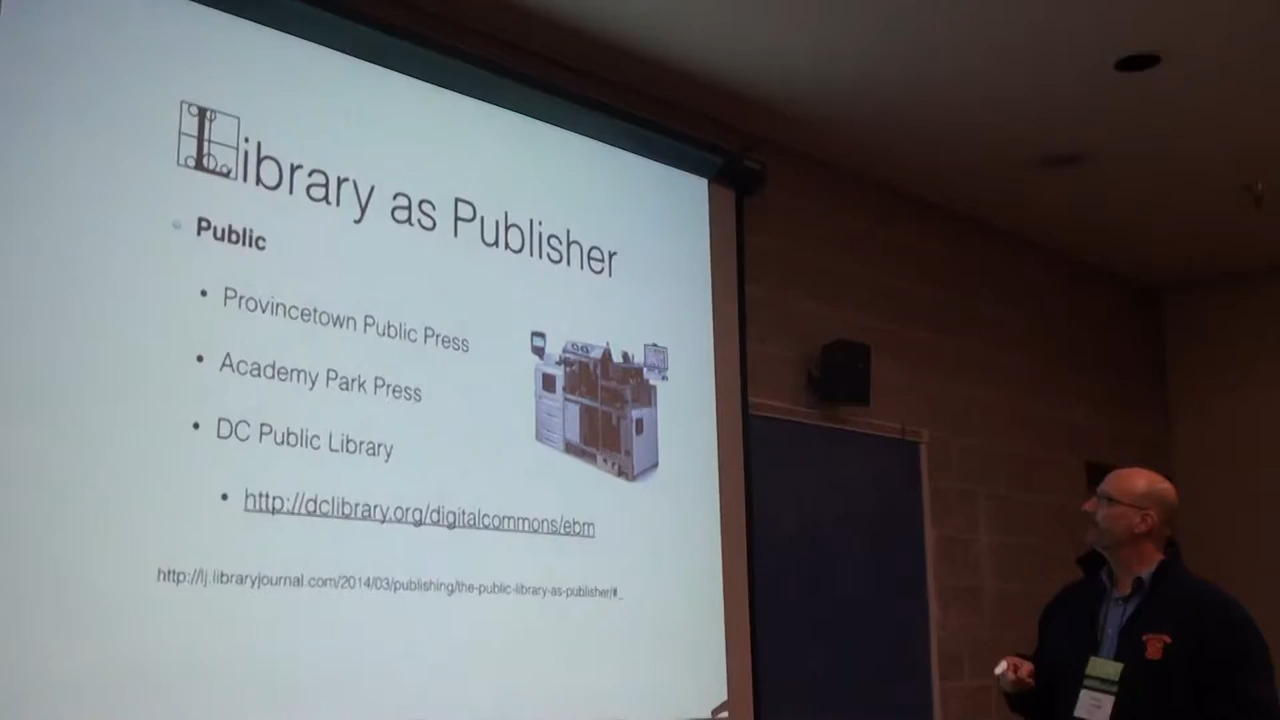 Library as Publisher
Public
Provincetown Public Press
Academy Park Press
DC Public Library
http://dclibrary.org/digitalcommons/ebm
http://lj.libraryjournal.com/2014/03/publishing/the-public-library-as-publisher/#_